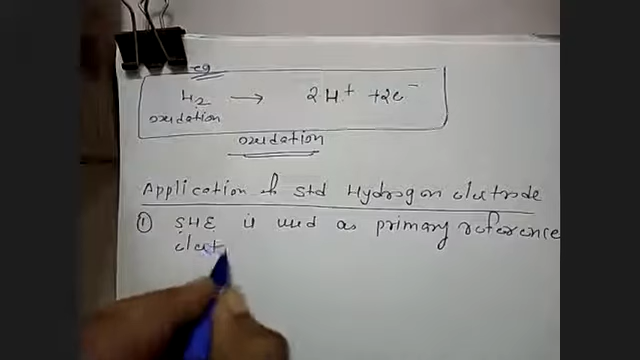 eg
H2 → 2H+ + 2e-
oxidation
oxidation
Application of Std Hydrogen electrode
① SHE is used as primary reference
elect